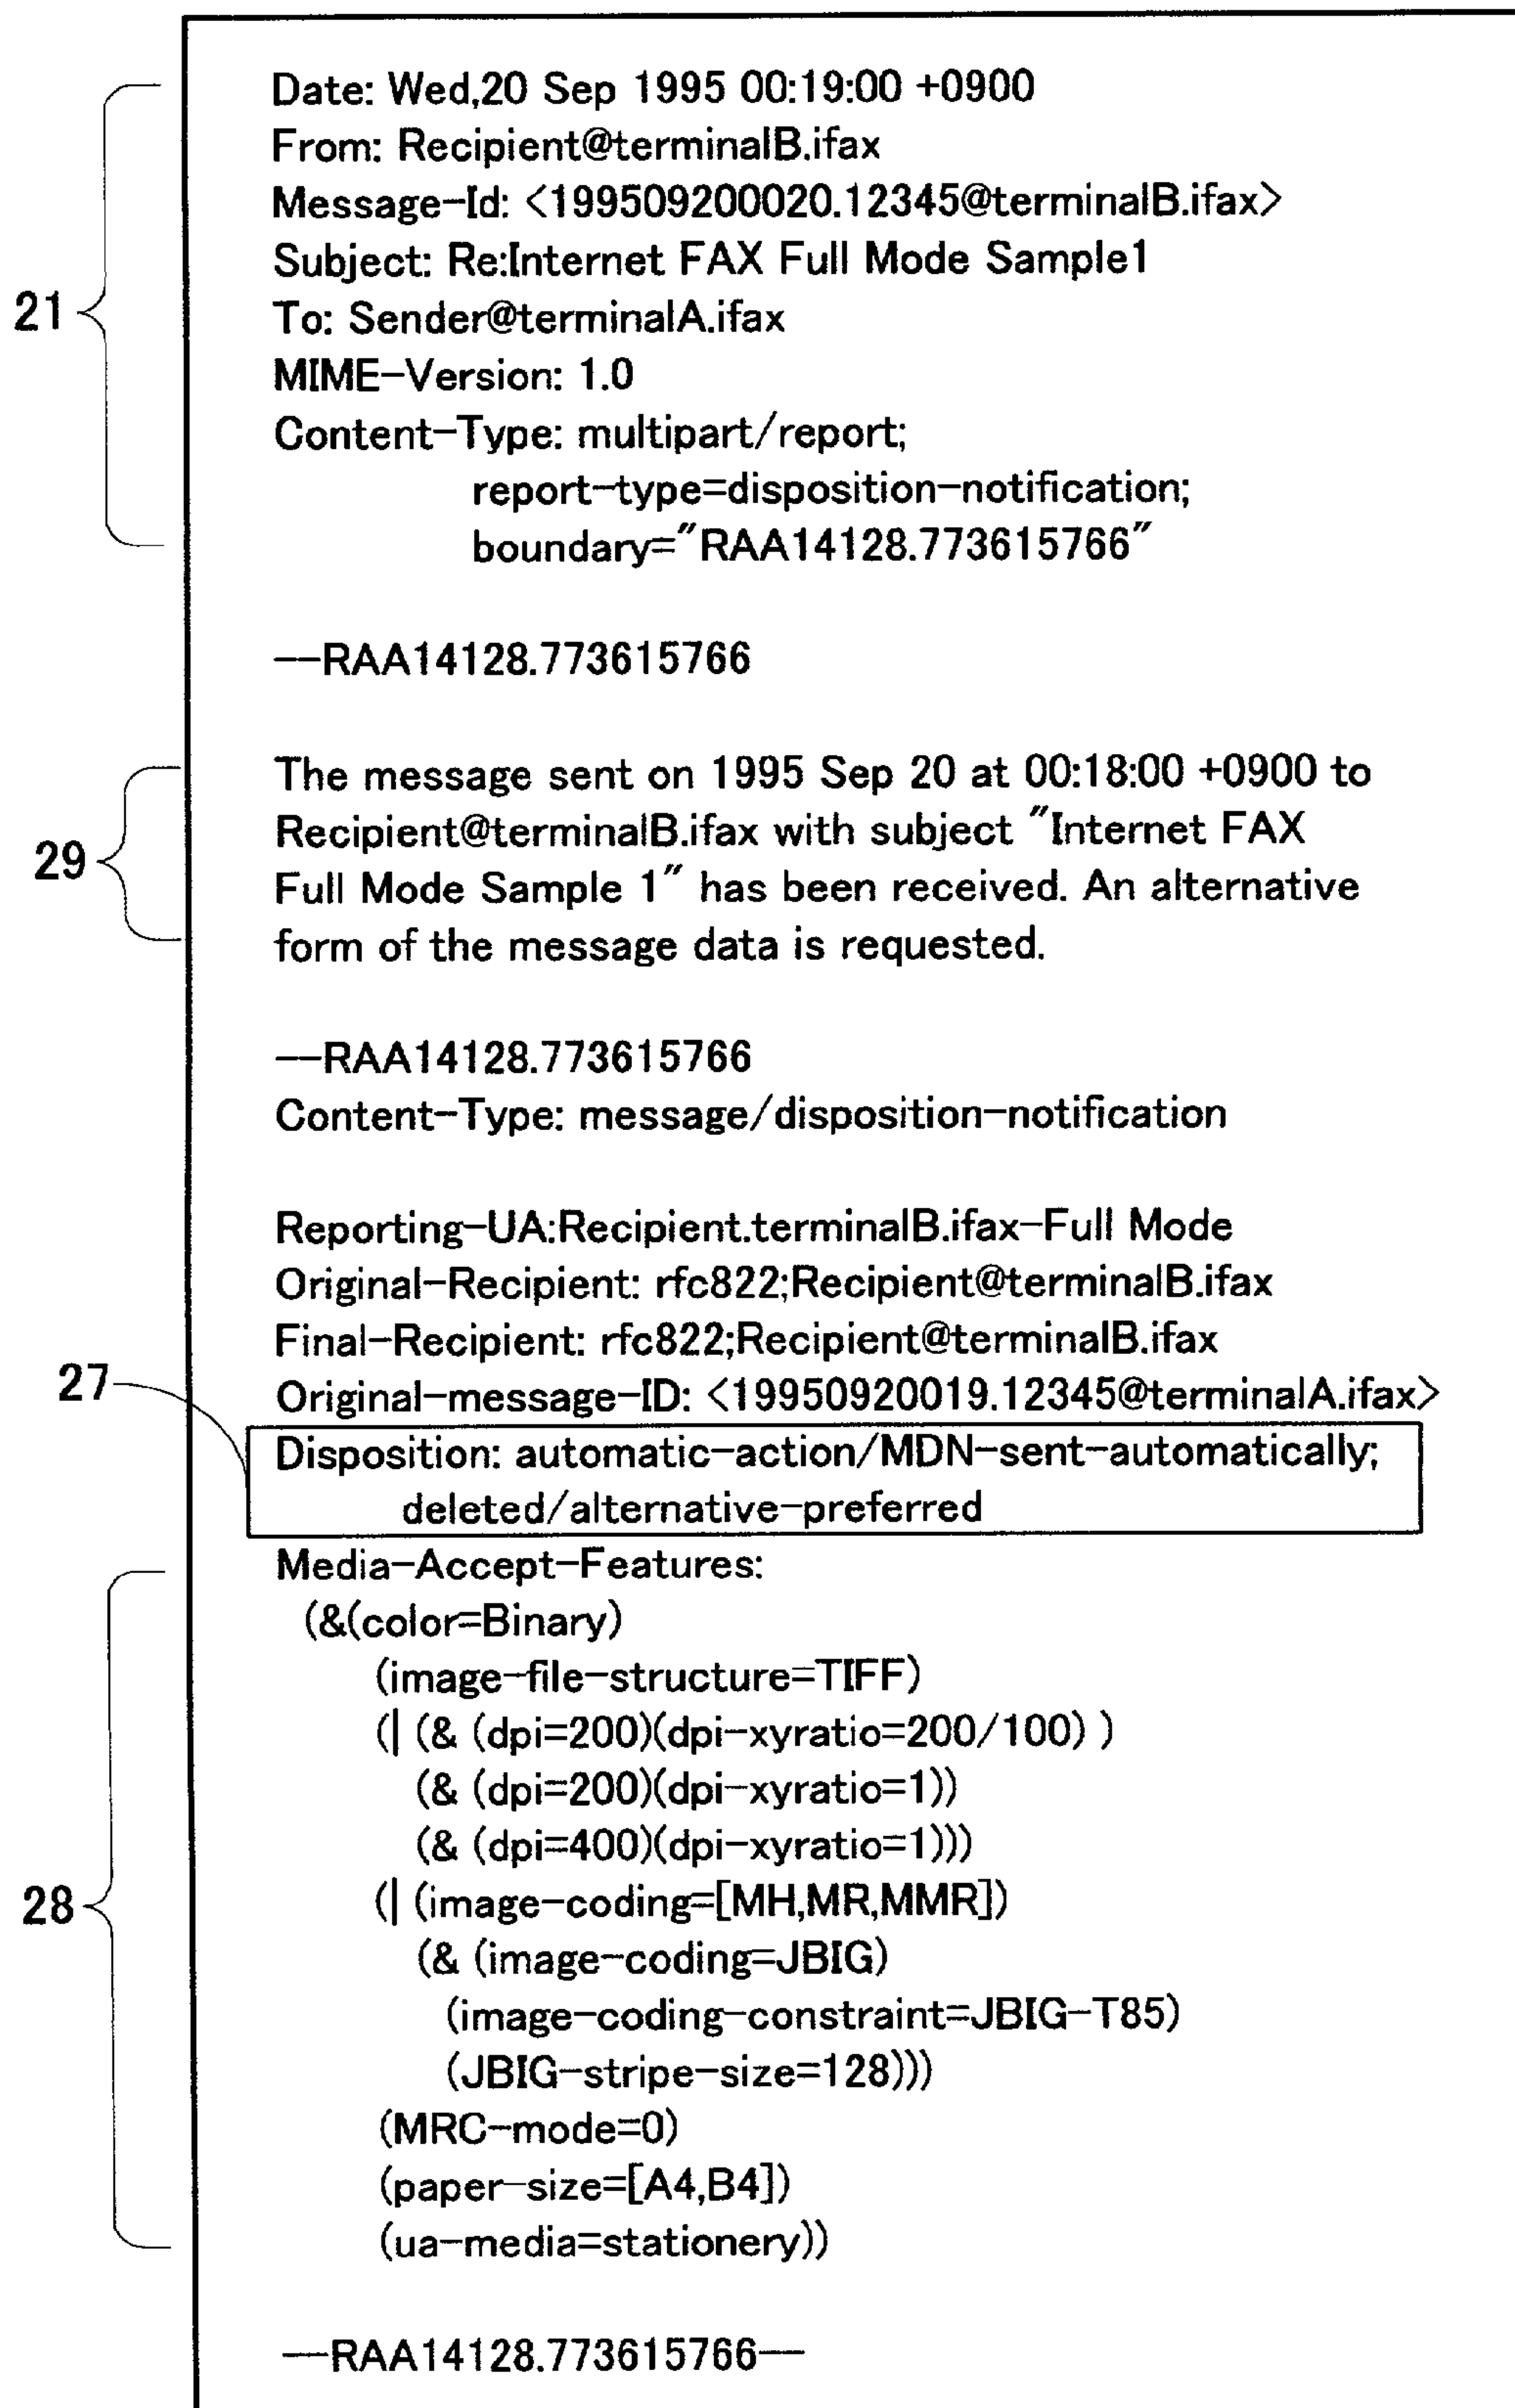 Date: Wed,20 Sep 1995 00:19:00 +0900
From: Recipient@terminalB.ifax
Message-Id: <199509200020.12345@terminalB.ifax>
Subject: Re:Internet FAX Full Mode Sample1
21
To: Sender@terminalA.ifax
MIME-Version: 1.0
Content-Type: multipart/report;
report-type=disposition-notification;
boundary="RAA14128.773615766"
--RAA14128.773615766
The message sent on 1995 Sep 20 at 00:18:00 +0900 to
Recipient@terminalB.ifax with subject "Internet FAX
29
Full Mode Sample 1" has been received. An alternative
form of the message data is requested.
--RAA14128.773615766
Content-Type: message/disposition-notification
Reporting-UA:Recipient.terminalB.ifax-Full Mode
Original-Recipient: rfc822;Recipient@terminalB.ifax
Final-Recipient: rfc822;Recipient@terminalB.ifax
27
Original-message-ID: <19950920019.12345@terminalA.ifax>
Disposition: automatic-action/MDN-sent-automatically;
deleted/alternative-preferred
Media-Accept-Features:
(&(color=Binary)
(image-file-structure=TIFF)
(| (& (dpi=200)(dpi-xyratio=200/100) )
(& (dpi=200)(dpi-xyratio=1))
(& (dpi=400)(dpi-xyratio=1)))
28
(| (image-coding=[MH,MR,MMR])
(& (image-coding=JBIG)
(image-coding-constraint=JBIG-T85)
(JBIG-stripe-size=128)))
(MRC-mode=0)
(paper-size=[A4,B4])
(ua-media=stationery))
--RAA14128.773615766--